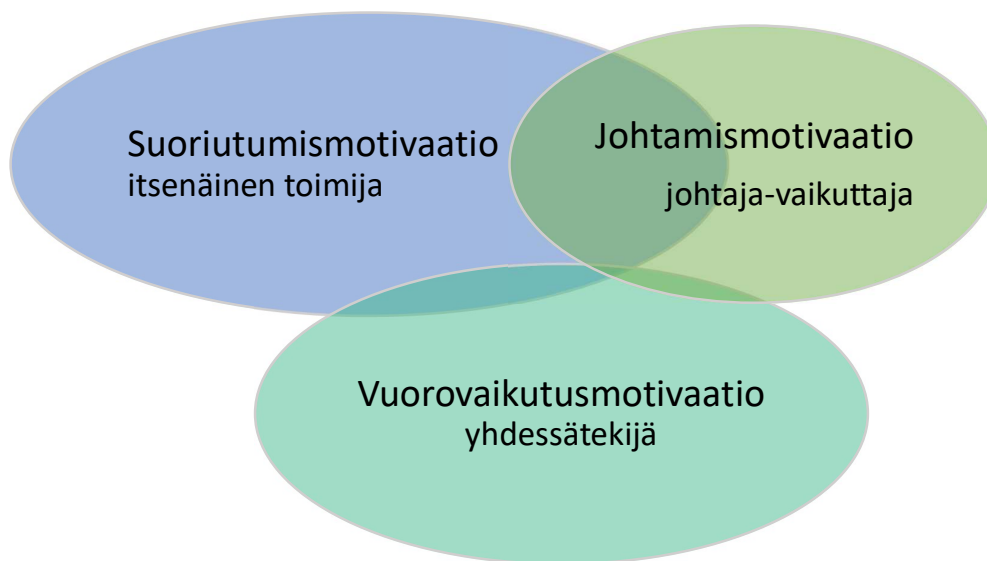 Suoriutumismotivaatio
itsenäinen toimija
Johtamismotivaatio
johtaja-vaikuttaja
Vuorovaikutusmotivaatio
yhdessätekijä